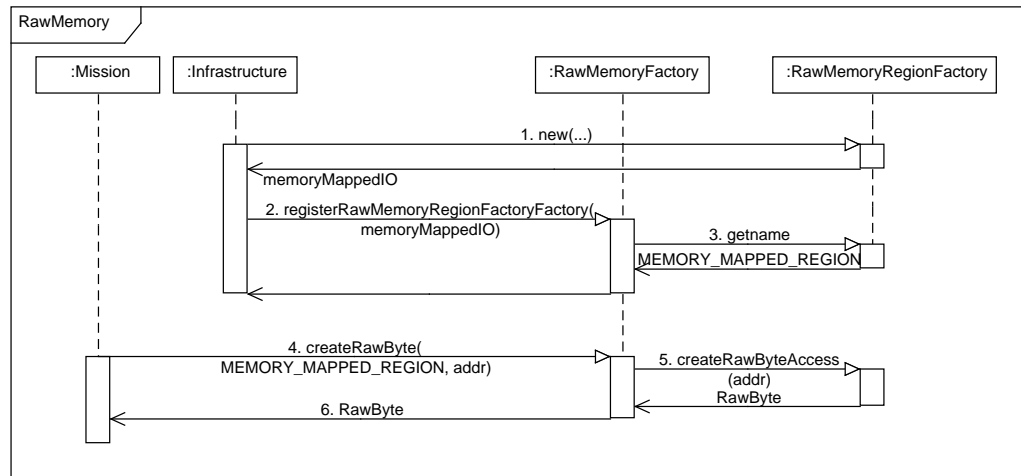 RawMemory
:Mission
:Infrastructure
:RawMemoryFactory
:RawMemoryRegionFactory
1. new(...)
memoryMappedIO
2. registerRawMemoryRegionFactoryFactory(
memoryMappedIO)
3. getname
MEMORY_MAPPED_REGION
4. createRawByte(
MEMORY_MAPPED_REGION, addr)
5. createRawByteAccess
(addr)
RawByte
6. RawByte